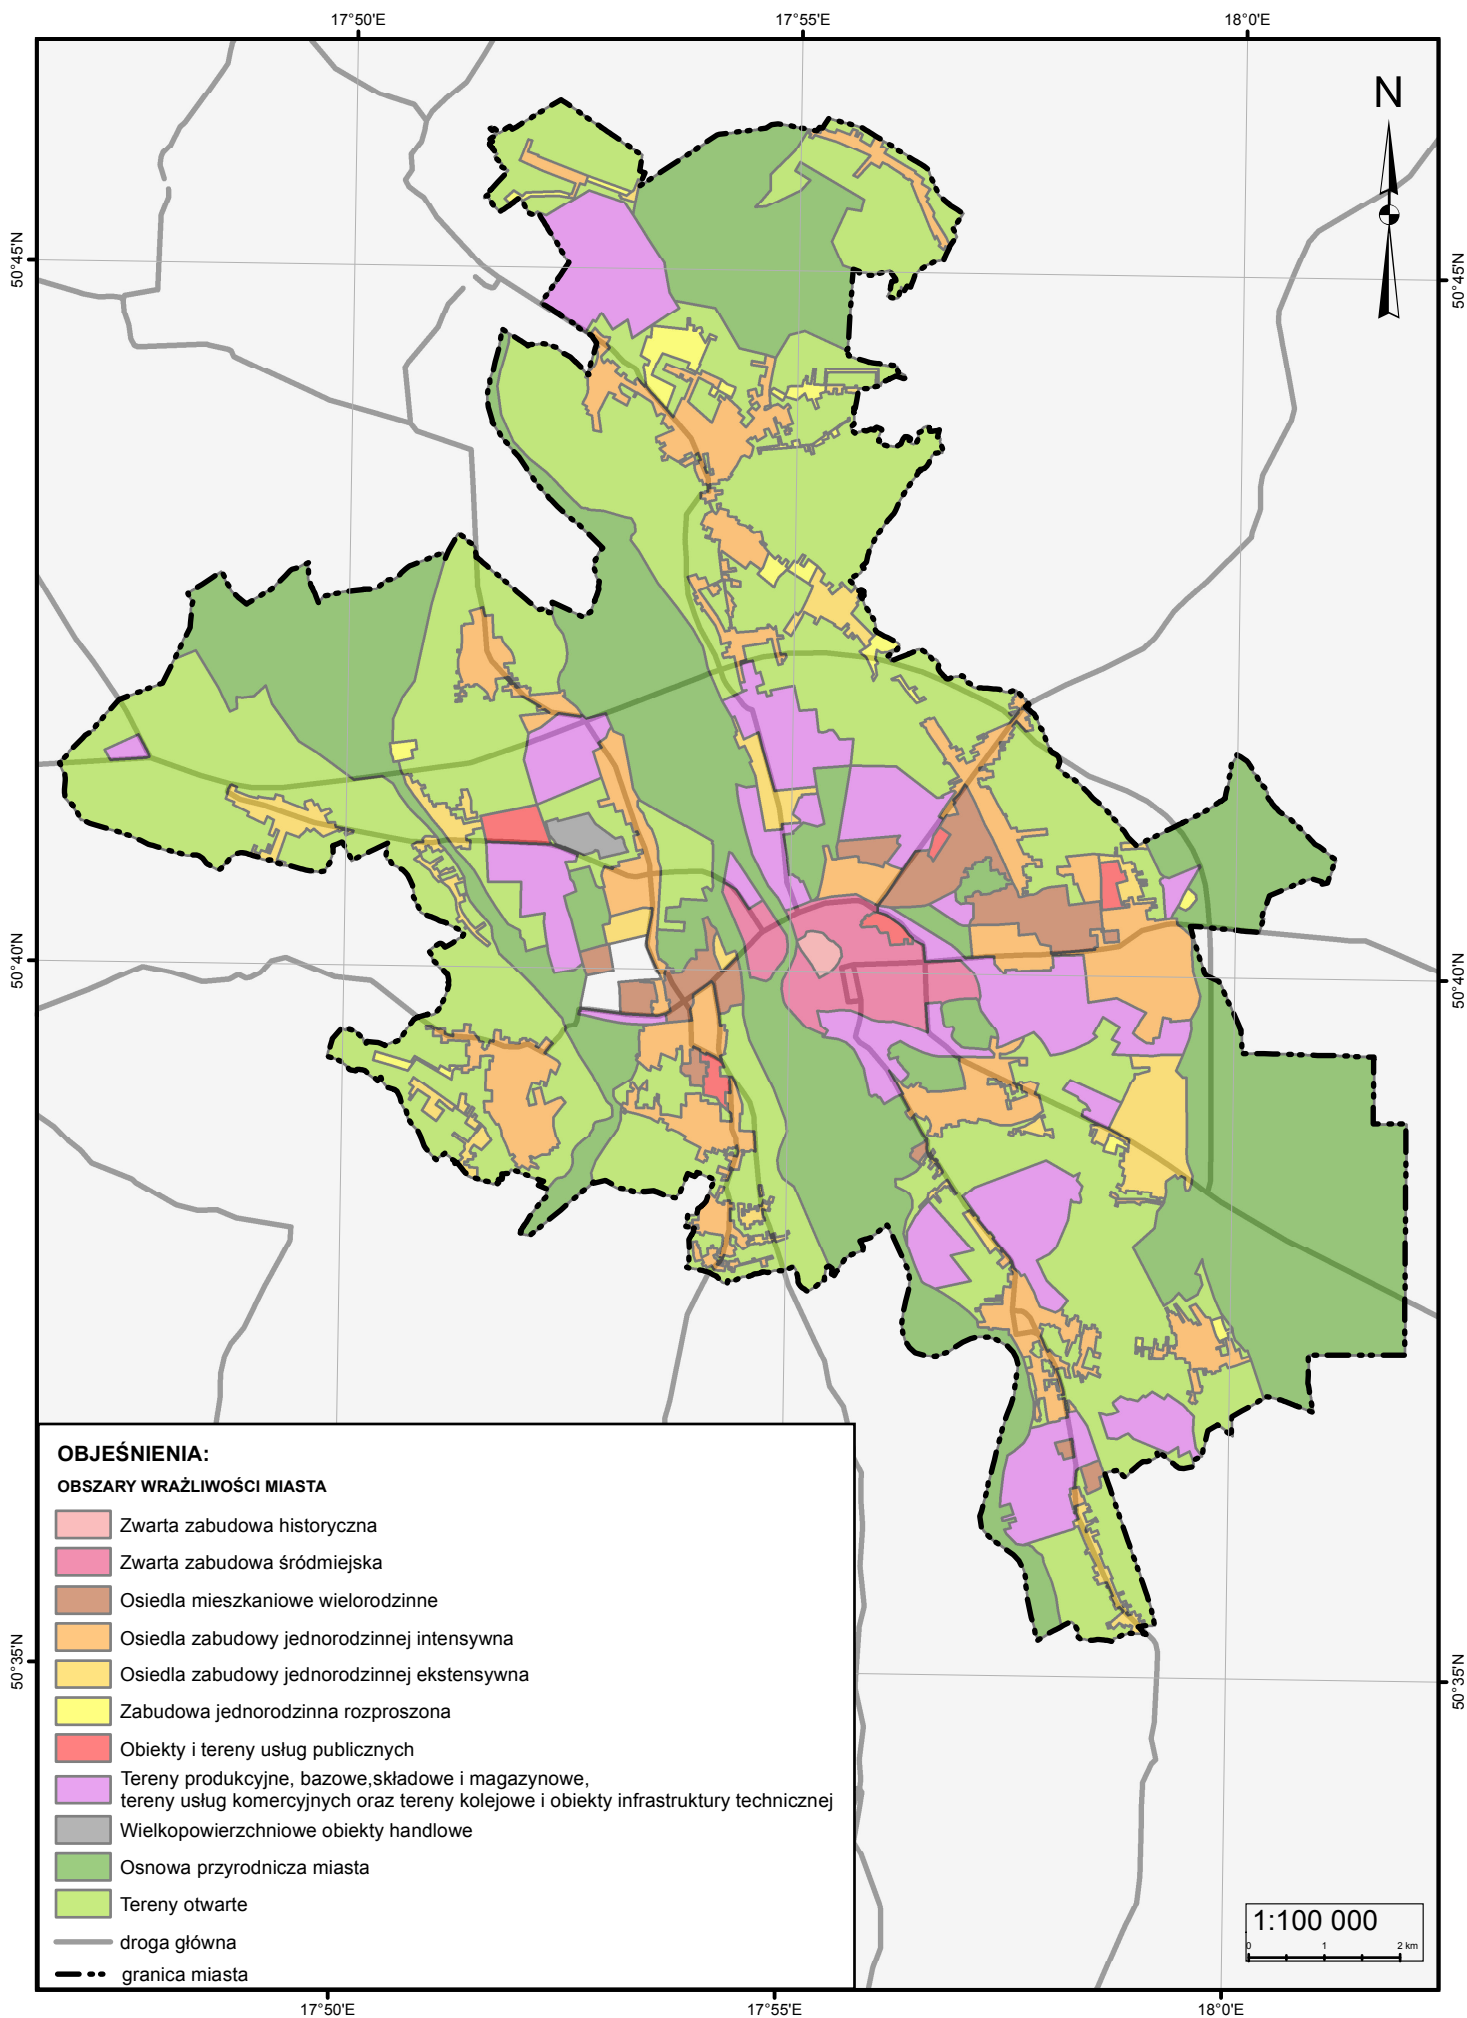 17°50'E
17°55'E
18°0'E
N
50°45'N
50°45'N
50°40'N
50°40'N
50°35'N
50°35'N
OBJEŚNIENIA:
OBSZARY WRAŻLIWOŚCI MIASTA
Zwarta zabudowa historyczna
Zwarta zabudowa śródmiejska
Osiedla mieszkaniowe wielorodzinne
Osiedla zabudowy jednorodzinnej intensywna
Osiedla zabudowy jednorodzinnej ekstensywna
Zabudowa jednorodzinna rozproszona
Obiekty i tereny usług publicznych
Tereny produkcyjne, bazowe,składowe i magazynowe,
tereny usług komercyjnych oraz tereny kolejowe i obiekty infrastruktury technicznej
Wielkopowierzchniowe obiekty handlowe
Osnowa przyrodnicza miasta
Tereny otwarte
droga główna
granica miasta
1:100 000
0 1 2 km
17°50'E
17°55'E
18°0'E